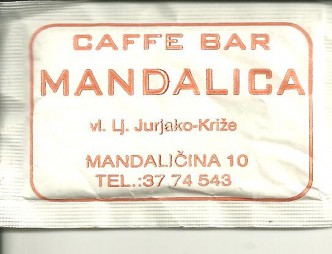 CAFFE BAR
MANDALICA
vl. Lj. Jurjako-Križe
MANDALIČINA 10
TEL.:37 74 543